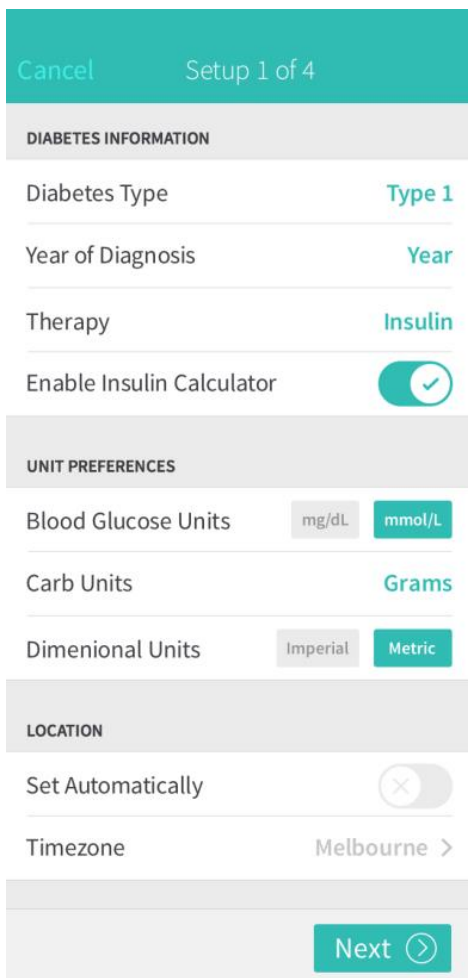 Cancel Setup 1 of 4
DIABETES INFORMATION
Diabetes Type Type 1
Year of Diagnosis Year
Therapy Insulin
Enable Insulin Calculator
UNIT PREFERENCES
Blood Glucose Units mg/dL mmol/L
Carb Units Grams
Dimenional Units Imperial Metric
LOCATION
Set Automatically
Timezone Melbourne
Next